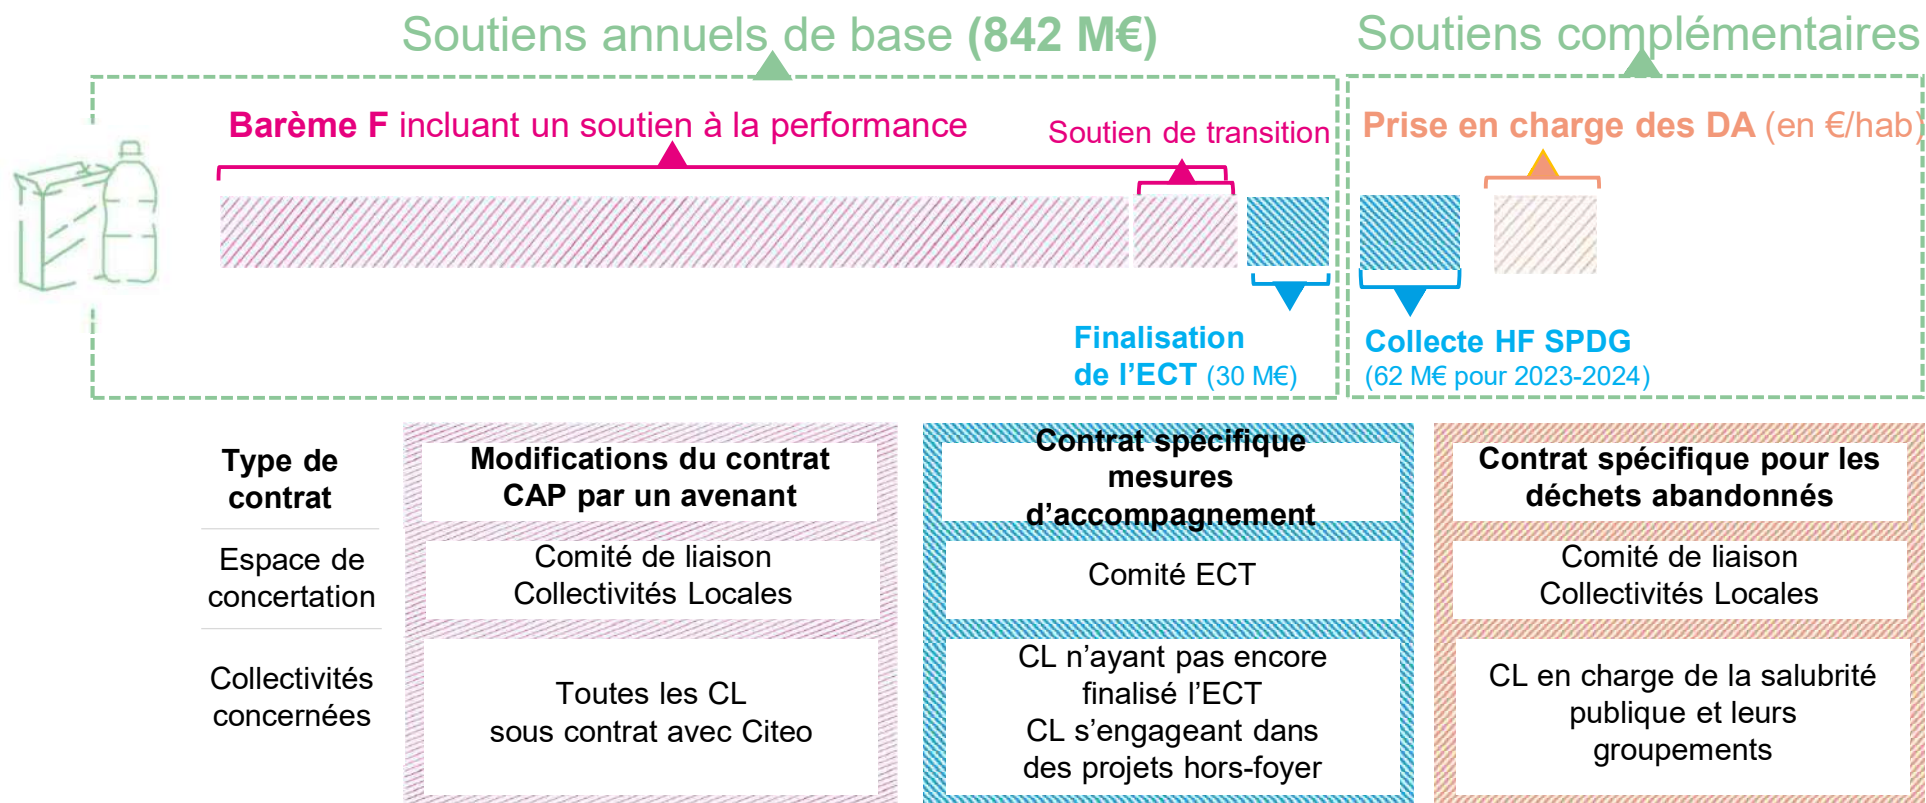 Soutiens annuels de base (842 M€)
Soutiens complémentaires
Barème F incluant un soutien à la performance
Soutien de transition
Prise en charge des DA (en €/hab)
Finalisation
de l’ECT (30 M€)
Collecte HF SPDG
(62 M€ pour 2023-2024)
Type de
contrat
Modifications du contrat
CAP par un avenant
Contrat spécifique
mesures
d’accompagnement
Contrat spécifique pour les
déchets abandonnés
Espace de
concertation
Comité de liaison
Collectivités Locales
Comité ECT
Comité de liaison
Collectivités Locales
Collectivités
concernées
Toutes les CL
sous contrat avec Citeo
CL n’ayant pas encore
finalisé l’ECT
CL s’engageant dans
des projets hors-foyer
CL en charge de la salubrité
publique et leurs
groupements